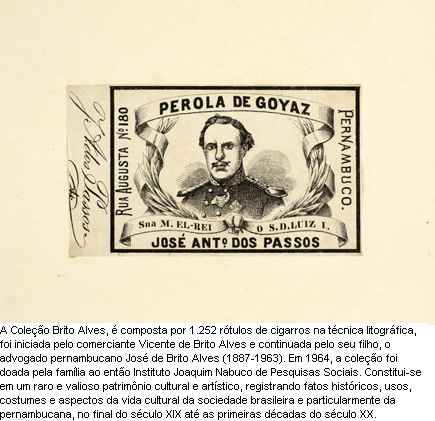 PEROLA DE GOYAZ
RUA AUGUSTA Nº 180
PERNAMBUCO.
SUA M. EL-REI O S.D. LUIZ 1.
JOSÉ ANTº DOS PASSOS
A Coleção Brito Alves, é composta por 1.252 rótulos de cigarros na técnica litográfica,
foi iniciada pelo comerciante Vicente de Brito Alves e continuada pelo seu filho, o
advogado pernambucano José de Brito Alves (1887-1963). Em 1964, a coleção foi
doada pela família ao então Instituto Joaquim Nabuco de Pesquisas Sociais. Constitui-se
em um raro e valioso patrimônio cultural e artístico, registrando fatos históricos, usos,
costumes e aspectos da vida cultural da sociedade brasileira e particularmente da
pernambucana, no final do século XIX até as primeiras décadas do século XX.